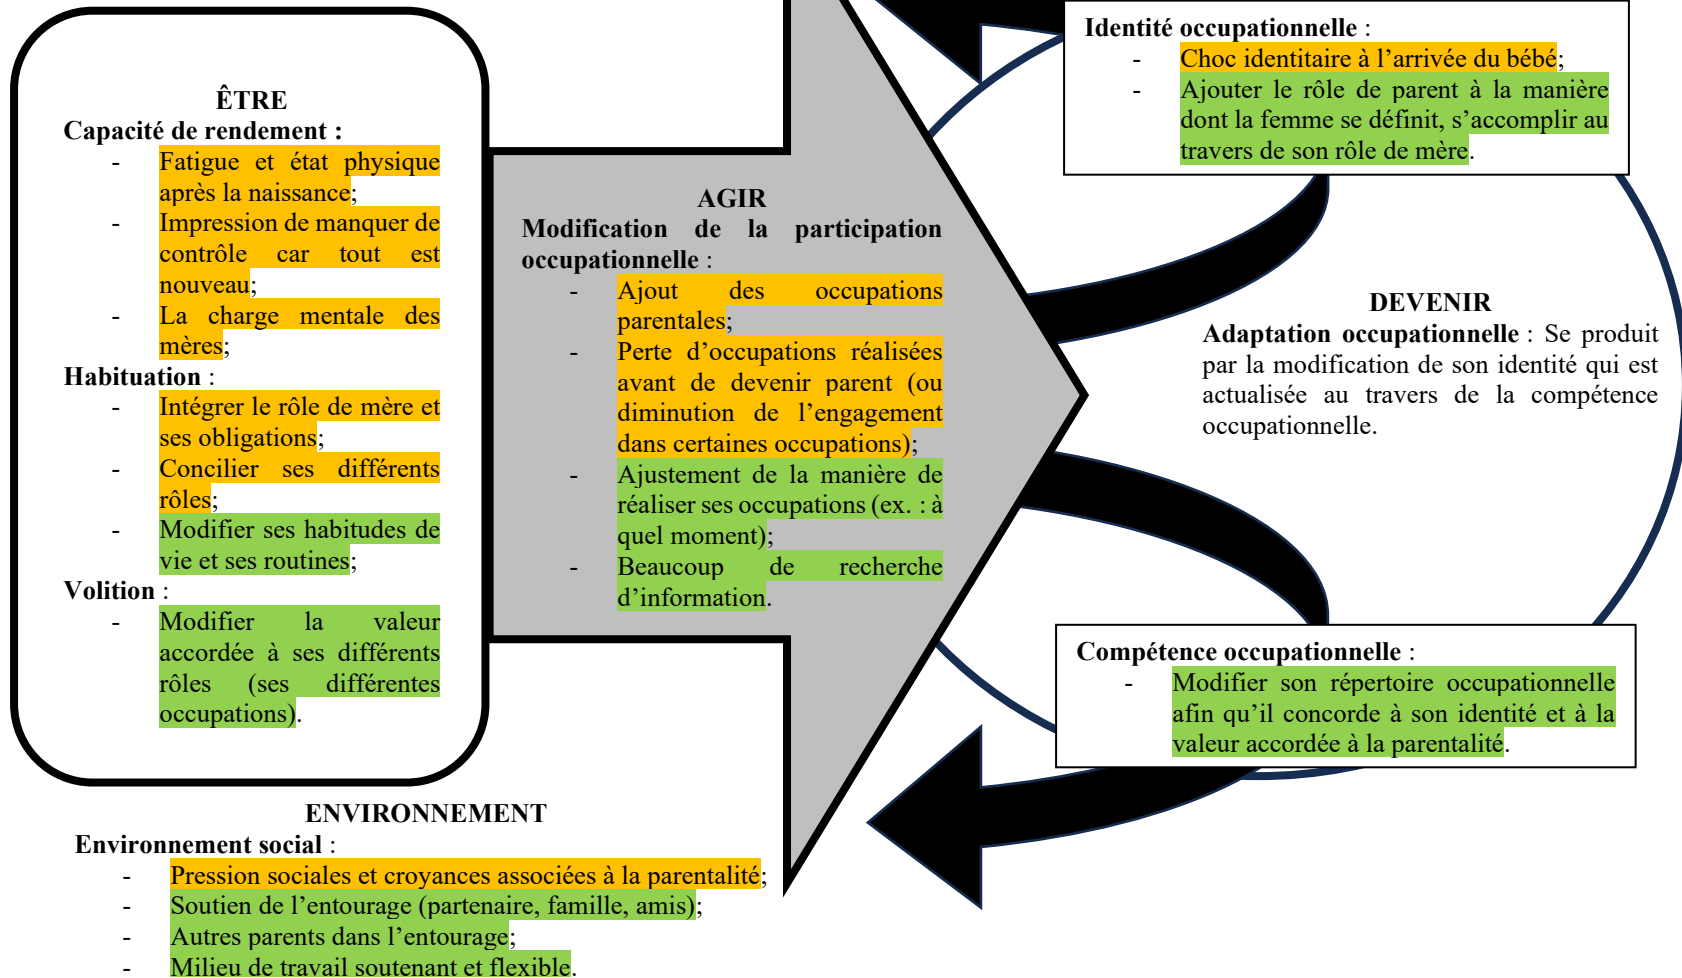 ÊTRE
Capacité de rendement :
- Fatigue et état physique
après la naissance;
- Impression de manquer de
contrôle car tout est
nouveau;
- La charge mentale des
mères;
Habituation :
- Intégrer le rôle de mère et
ses obligations;
- Concilier ses différents
rôles;
- Modifier ses habitudes de
vie et ses routines;
Volition :
- Modifier la valeur
accordée à ses différents
rôles (ses différentes
occupations).
AGIR
Modification de la participation
occupationnelle :
- Ajout des occupations
parentales;
- Perte d’occupations réalisées
avant de devenir parent (ou
diminution de l’engagement
dans certaines occupations);
- Ajustement de la manière de
réaliser ses occupations (ex. : à
quel moment);
- Beaucoup de recherche
d’information.
Identité occupationnelle :
- Choc identitaire à l’arrivée du bébé;
- Ajouter le rôle de parent à la manière
dont la femme se définit, s’accomplir au
travers de son rôle de mère.
DEVENIR
Adaptation occupationnelle : Se produit
par la modification de son identité qui est
actualisée au travers de la compétence
occupationnelle.
Compétence occupationnelle :
- Modifier son répertoire occupationnelle
afin qu’il concorde à son identité et à la
valeur accordée à la parentalité.
ENVIRONNEMENT
Environnement social :
- Pression sociales et croyances associées à la parentalité;
- Soutien de l’entourage (partenaire, famille, amis);
- Autres parents dans l’entourage;
- Milieu de travail soutenant et flexible.